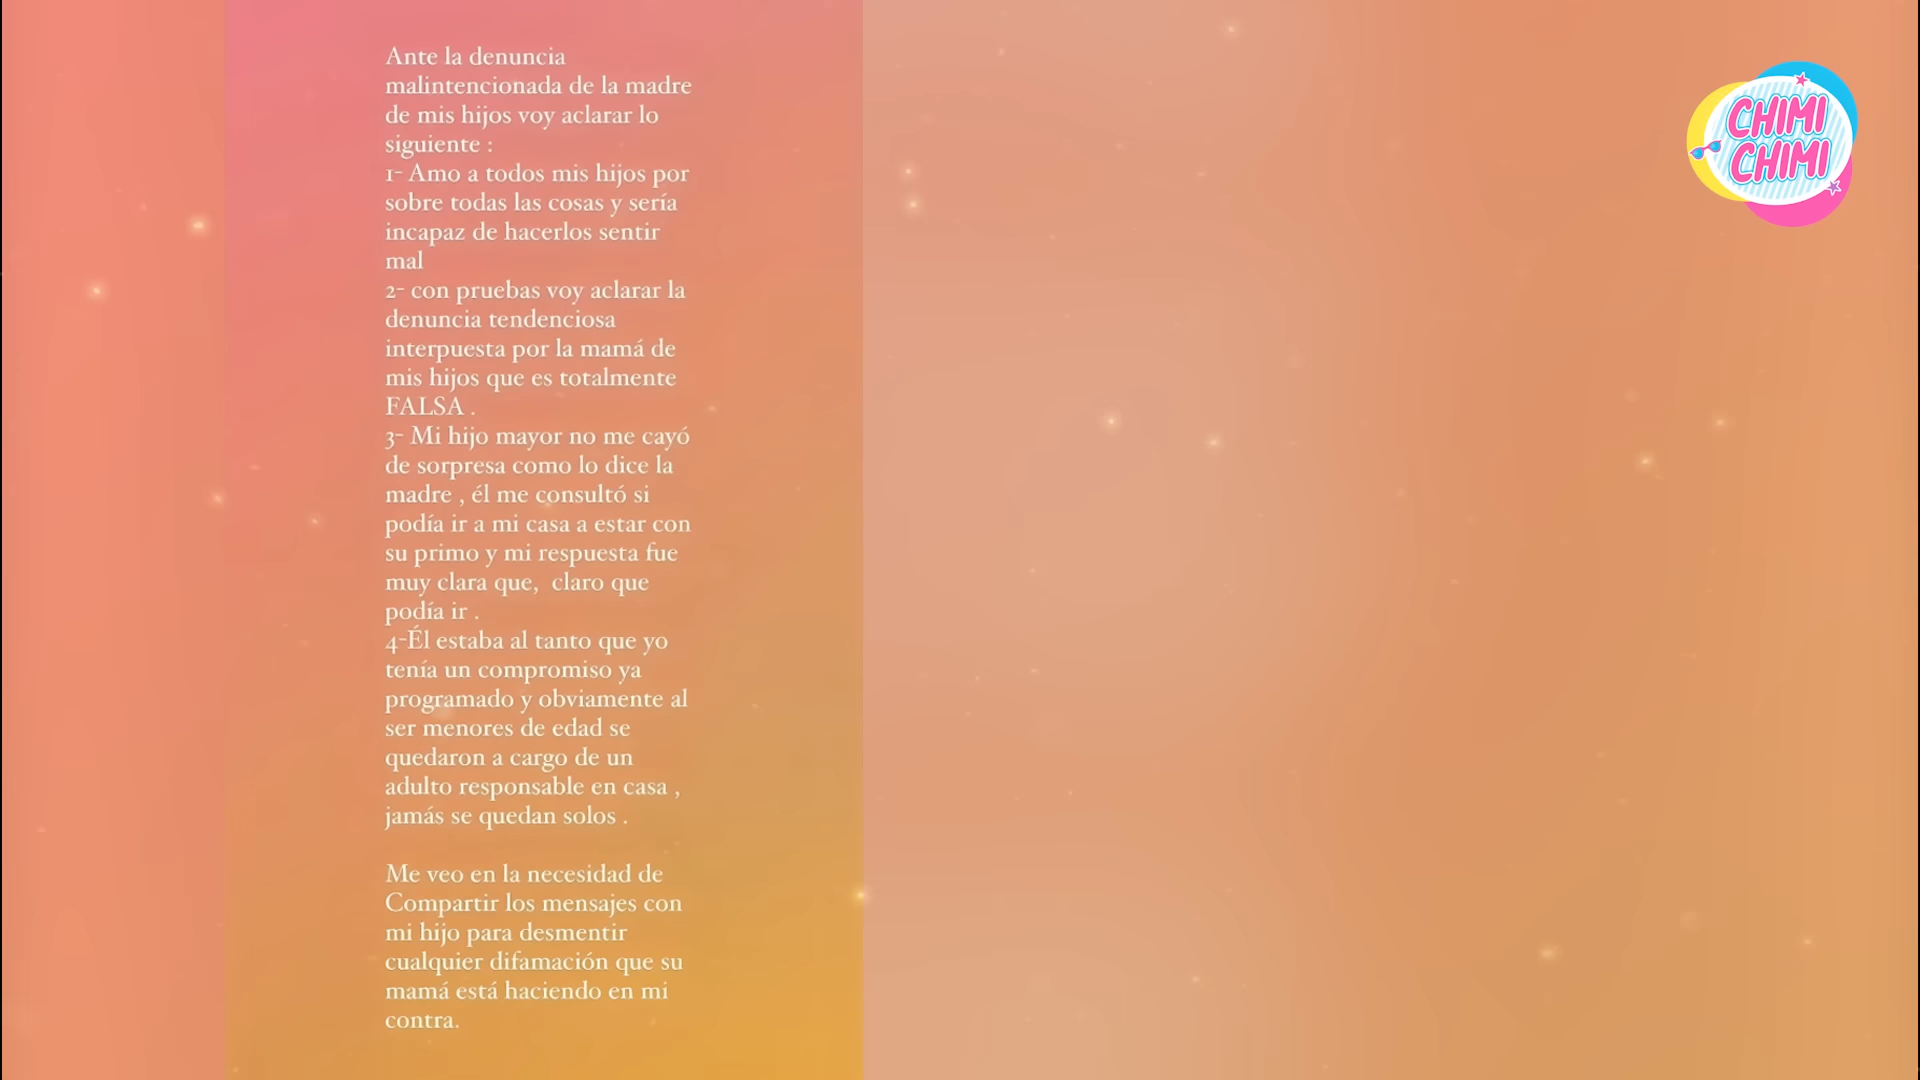 Ante la denuncia
malintencionada de la madre
de mis hijos voy aclarar lo
siguiente :
1- Amo a todos mis hijos por
sobre todas las cosas y sería
incapaz de hacerlos sentir
mal
2- con pruebas voy aclarar la
denuncia tendenciosa
interpuesta por la mamá de
mis hijos que es totalmente
FALSA .
3- Mi hijo mayor no me cayó
de sorpresa como lo dice la
madre , él me consultó si
podía ir a mi casa a estar con
su primo y mi respuesta fue
muy clara que,  claro que
podía ir .
4-Él estaba al tanto que yo
tenía un compromiso ya
programado y obviamente al
ser menores de edad se
quedaron a cargo de un
adulto responsable en casa ,
jamás se quedan solos .
Me veo en la necesidad de
Compartir los mensajes con
mi hijo para desmentir
cualquier difamación que su
mamá está haciendo en mi
contra.
CHIMI
CHIMI